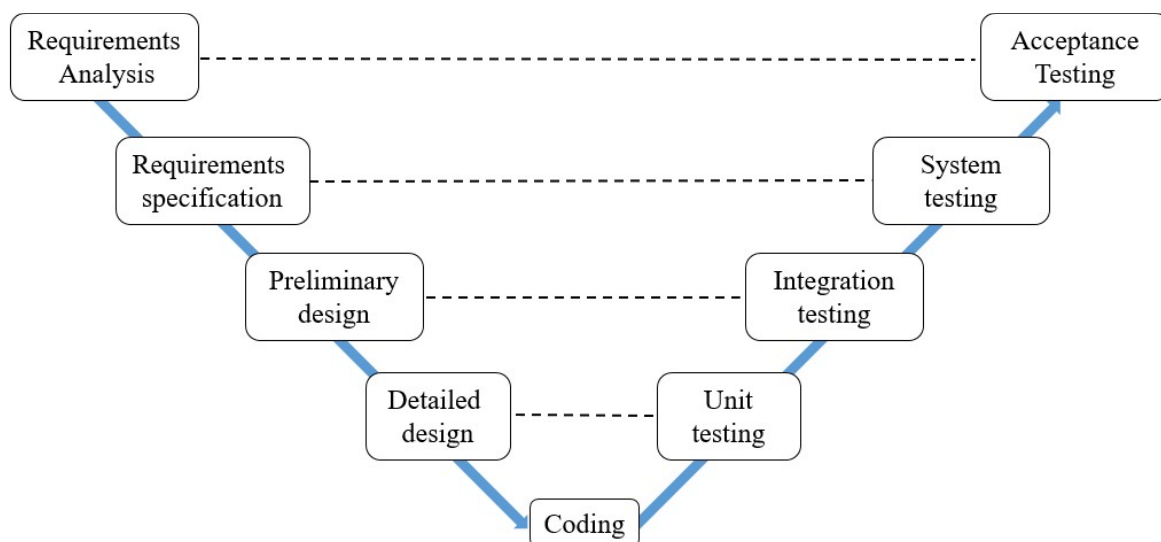 Requirements
Analysis
Acceptance
Testing
Requirements
specification
System
testing
Preliminary
design
Integration
testing
Detailed
design
Unit
testing
Coding